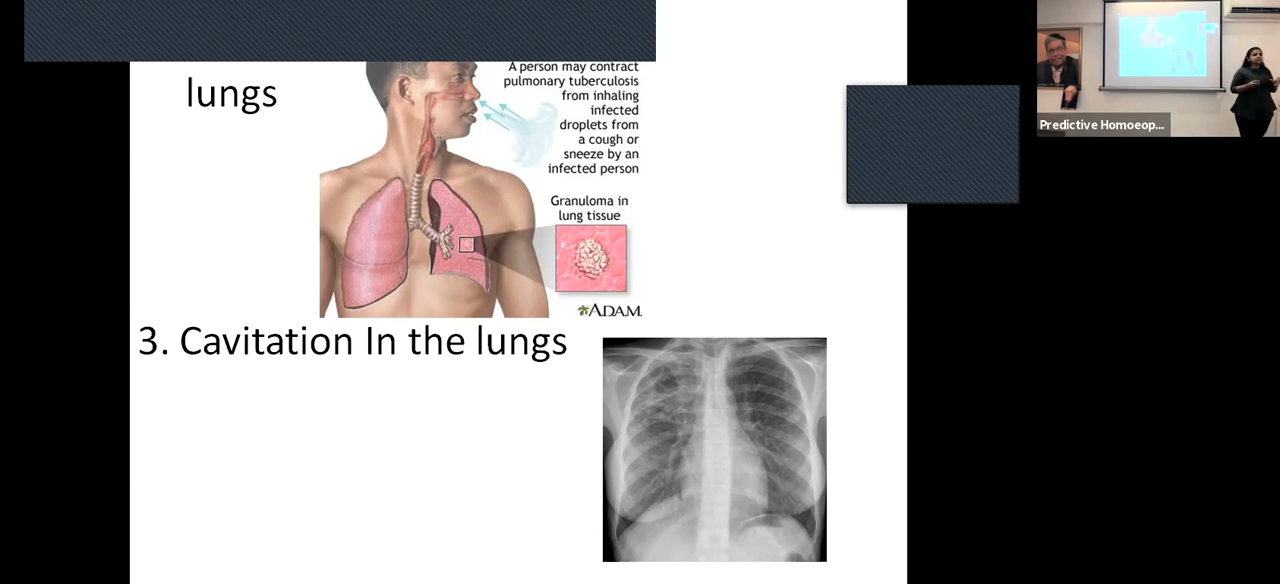 lungs
A person may contract
pulmonary tuberculosis
from inhaling
infected
droplets from
a cough or
sneeze by an
infected person
Granuloma in
lung tissue
ADAM.
3. Cavitation In the lungs
Predictive Homoeop...